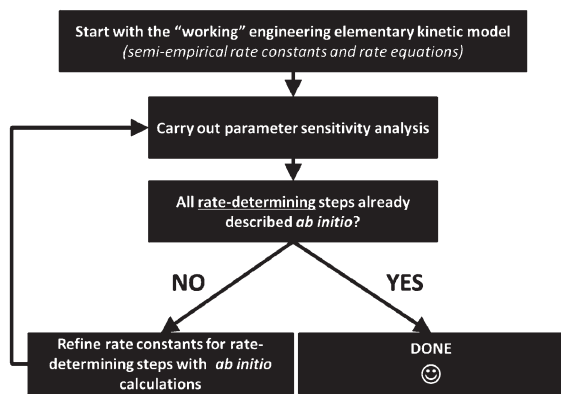 Start with the “working” engineering elementary kinetic model
(semi-empirical rate constants and rate equations)
Carry out parameter sensitivity analysis
All rate-determining steps already
described ab initio?
NO
YES
Refine rate constants for rate-
determining steps with ab initio
calculations
DONE